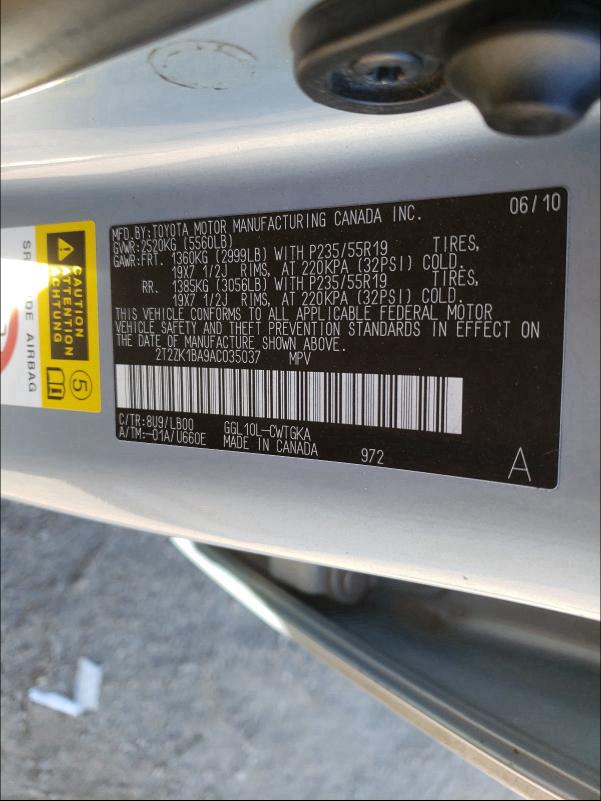 MFD.BY:TOYOTA MOTOR MANUFACTURING CANADA INC. 06/10
GVWR:2520KG (5560LB)
GAWR:FRT. 1360KG (2999LB) WITH P235/55R19 TIRES,
19X7 1/2J RIMS, AT 220KPA (32PSI) COLD.
RR. 1385KG (3056LB) WITH P235/55R19 TIRES,
19X7 1/2J RIMS, AT 220KPA (32PSI) COLD.
THIS VEHICLE CONFORMS TO ALL APPLICABLE FEDERAL MOTOR
VEHICLE SAFETY AND THEFT PREVENTION STANDARDS IN EFFECT ON
THE DATE OF MANUFACTURE SHOWN ABOVE.
2T2ZK1BA9AC035037 MPV
C/TR:8U9/LB00 GGL10L-CWTGKA
A/TM:-01A/U660E MADE IN CANADA 972 A
CAUTION
ATTENTION
ACHTUNG
5
DE AIRBAG